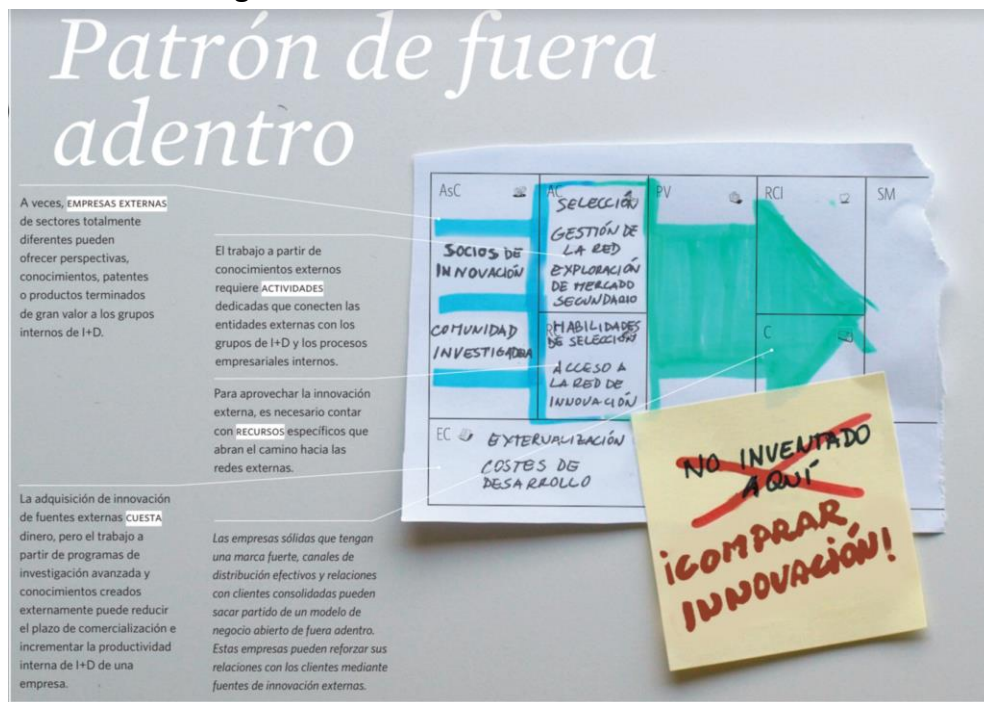 Patrón de fuera
adentro
A veces, EMPRESAS EXTERNAS
de sectores totalmente
diferentes pueden
ofrecer perspectivas,
conocimientos, patentes
o productos terminados
de gran valor a los grupos
internos de I+D.
El trabajo a partir de
conocimientos externos
requiere ACTIVIDADES
dedicadas que conecten las
entidades externas con los
grupos de I+D y los procesos
empresariales internos.
Para aprovechar la innovación
externa, es necesario contar
con RECURSOS específicos que
abran el camino hacia las
redes externas.
La adquisición de innovación
de fuentes externas CUESTA
dinero, pero el trabajo a
partir de programas de
investigación avanzada y
conocimientos creados
externamente puede reducir
el plazo de comercialización e
incrementar la productividad
interna de I+D de una
empresa.
Las empresas sólidas que tengan
una marca fuerte, canales de
distribución efectivos y relaciones
con clientes consolidadas pueden
sacar partido de un modelo de
negocio abierto de fuera adentro.
Estas empresas pueden reforzar sus
relaciones con los clientes mediante
fuentes de innovación externas.
AsC
SOCIOS DE
INNOVACIÓN
COMUNIDAD
INVESTIGADORA
AC
SELECCIÓN
GESTIÓN DE
LA RED
EXPLORACIÓN
DE MERCADO
SECUNDARIO
HABILIDADES
DE SELECCIÓN
ACCESO A
LA RED DE
INNOVACIÓN
PV
RCI
C
SM
EC
EXTERNALIZACIÓN
COSTES DE
DESARROLLO
NO INVENTADO
AQUÍ
¡COMPRAR
INNOVACIÓN!